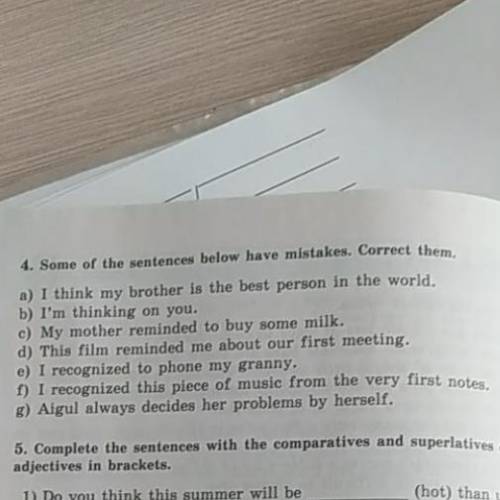 4. Some of the sentences below have mistakes. Correct them.
a) I think my brother is the best person in the world.
b) I'm thinking on you.
c) My mother reminded to buy some milk.
d) This film reminded me about our first meeting.
e) I recognized to phone my granny.
f) I recognized this piece of music from the very first notes.
g) Aigul always decides her problems by herself.
5. Complete the sentences with the comparatives and superlatives
adjectives in brackets.
1) Do you think this summer will be ________ (hot) than